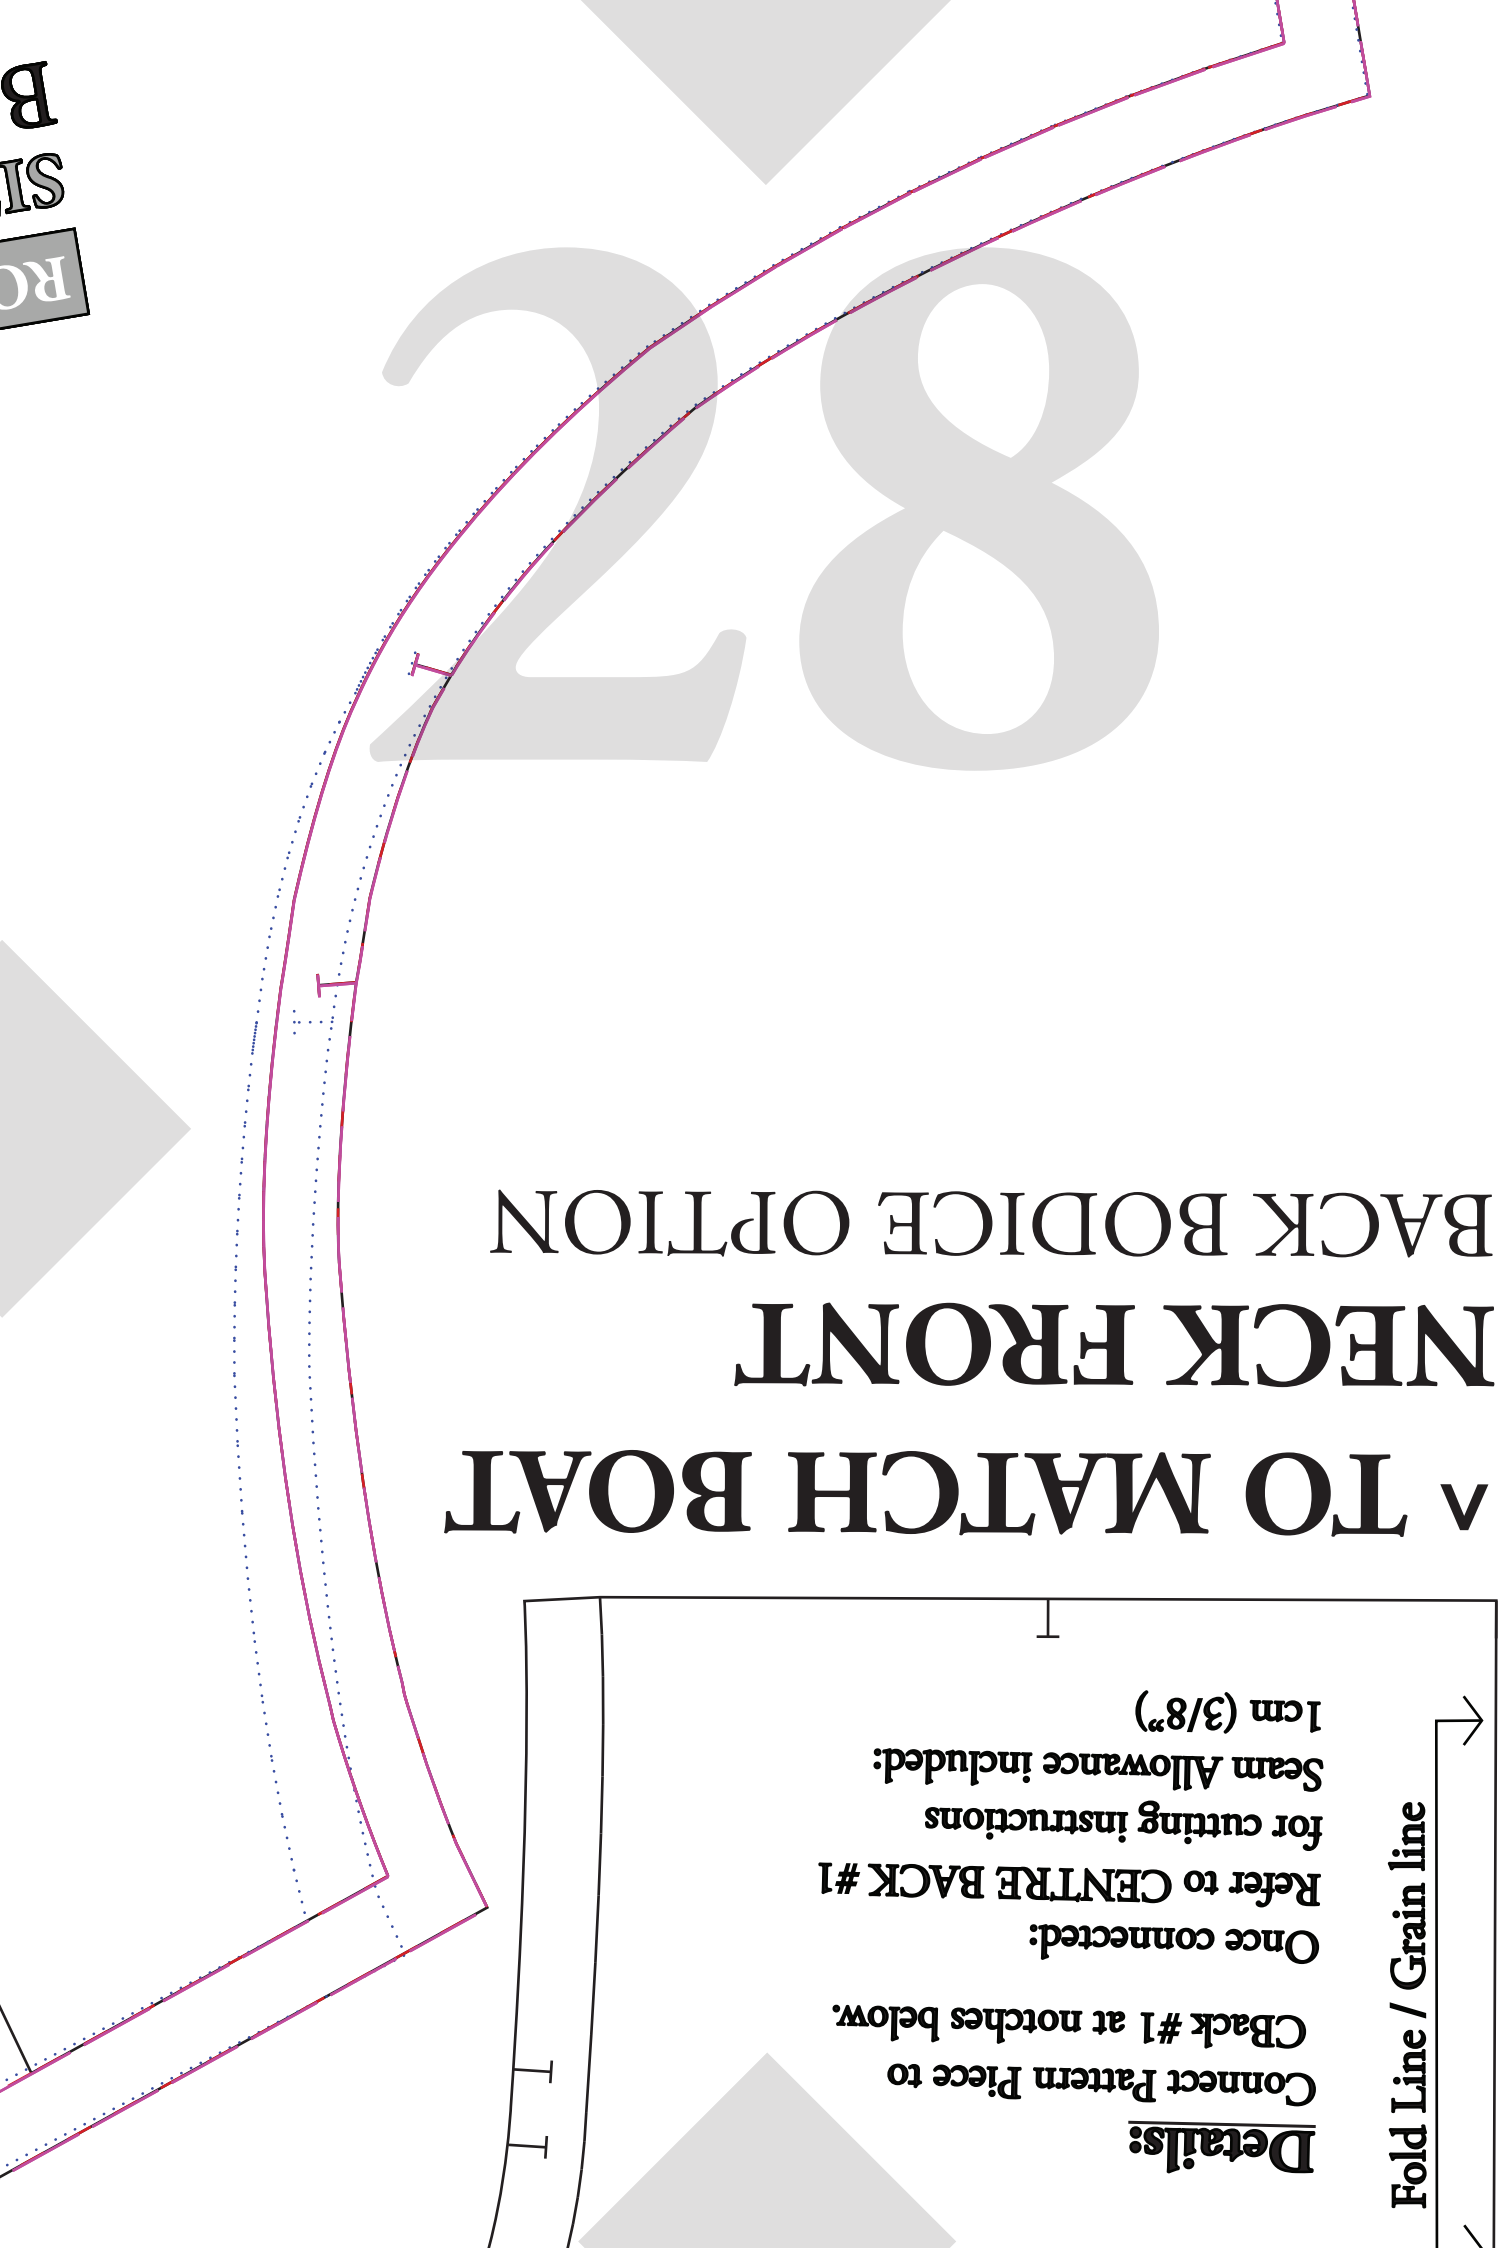 28
Details:
Connect Pattern Piece to
CBack #1 at notches below.
Once connected:
Refer to CENTRE BACK #1
for cutting instructions
Seam Allowance included:
1cm (3/8”)
Fold Line / Grain line
^ TO MATCH BOAT
NECK FRONT
BACK BODICE OPTION
RO
SI
B